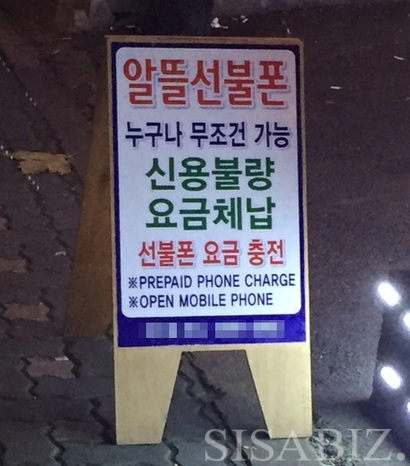 알뜰선불폰
누구나 무조건 가능
신용불량
요금체납
선불폰 요금 충전
※PREPAID PHONE CHARGE
※OPEN MOBILE PHONE
SISABIZ.